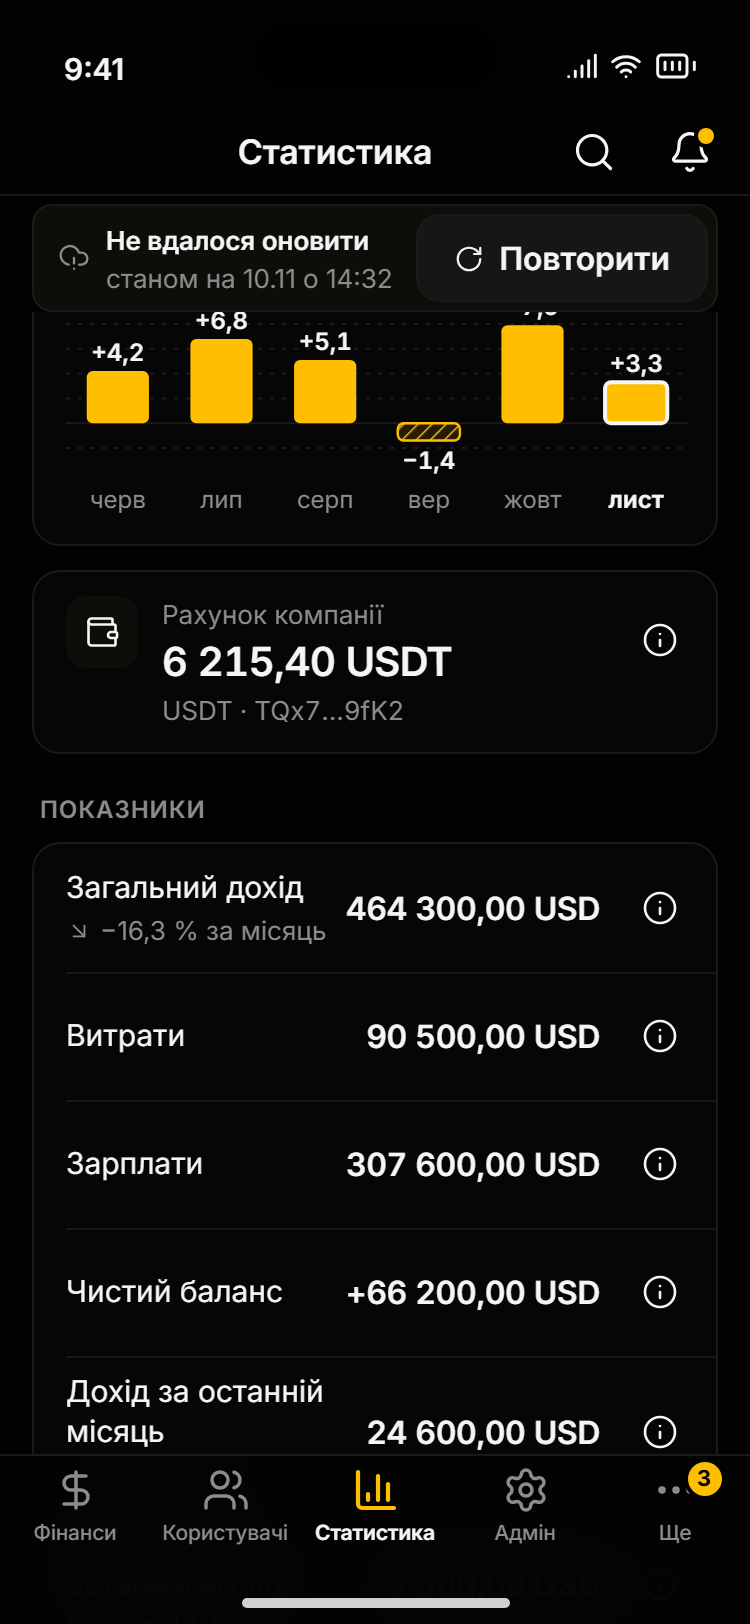 9:41
Статистика
Не вдалося оновити
станом на 10.11 о 14:32
Повторити
+4,2
+6,8
+5,1
−1,4
+3,3
черв
лип
серп
вер
жовт
лист
Рахунок компанії
6 215,40 USDT
USDT · TQx7...9fK2
ПОКАЗНИКИ
Загальний дохід
464 300,00 USD
−16,3 % за місяць
Витрати
90 500,00 USD
Зарплати
307 600,00 USD
Чистий баланс
+66 200,00 USD
Дохід за останній
місяць
24 600,00 USD
3
Фінанси
Користувачі
Статистика
Адмін
Ще